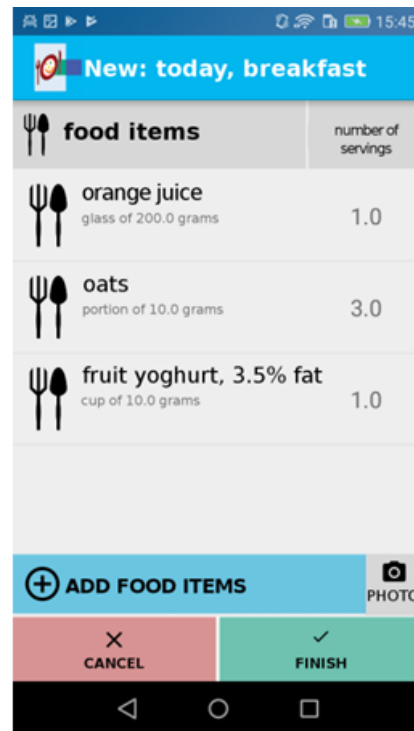 15:45
New: today, breakfast
food items
number of
servings
orange juice
glass of 200.0 grams
1.0
oats
portion of 10.0 grams
3.0
fruit yoghurt, 3.5% fat
cup of 10.0 grams
1.0
ADD FOOD ITEMS
PHOTO
CANCEL
FINISH